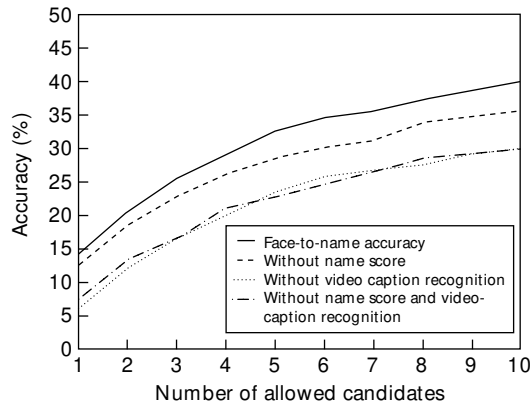 50
45
40
35
30
25
20
15
10
5
0
Accuracy (%)
Face-to-name accuracy
Without name score
Without video caption recognition
Without name score and video-
caption recognition
1 2 3 4 5 6 7 8 9 10
Number of allowed candidates